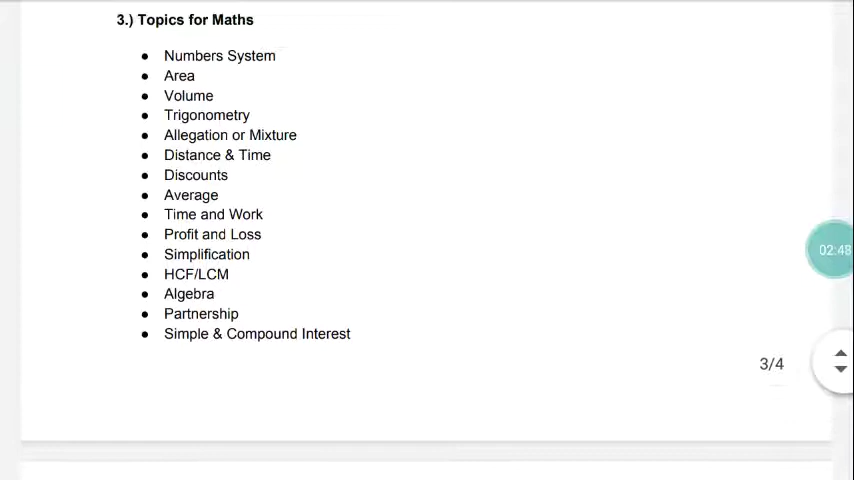 3.) Topics for Maths
● Numbers System
● Area
● Volume
● Trigonometry
● Allegation or Mixture
● Distance & Time
● Discounts
● Average
● Time and Work
● Profit and Loss
● Simplification
● HCF/LCM
● Algebra
● Partnership
● Simple & Compound Interest
02:48
3/4